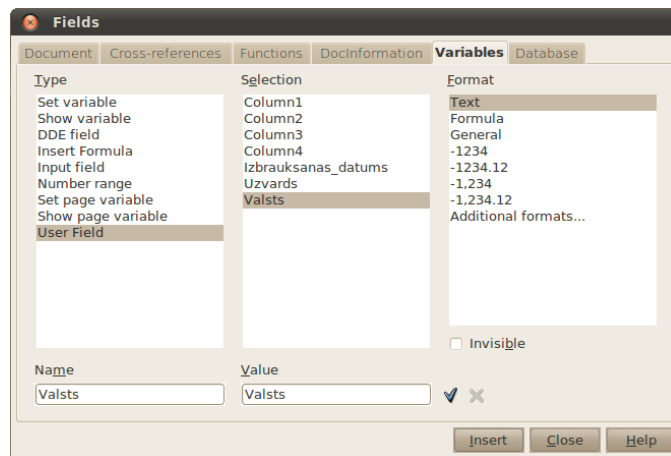 Fields
Document Cross-references Functions DocInformation Variables Database
Type
Set variable
Show variable
DDE field
Insert Formula
Input field
Number range
Set page variable
Show page variable
User Field
Selection
Column1
Column2
Column3
Column4
Izbrauksanas_datums
Uzvards
Valsts
Format
Text
Formula
General
-1234
-1234.12
-1,234
-1,234.12
Additional formats...
Invisible
Name
Valsts
Value
Valsts
Insert Close Help